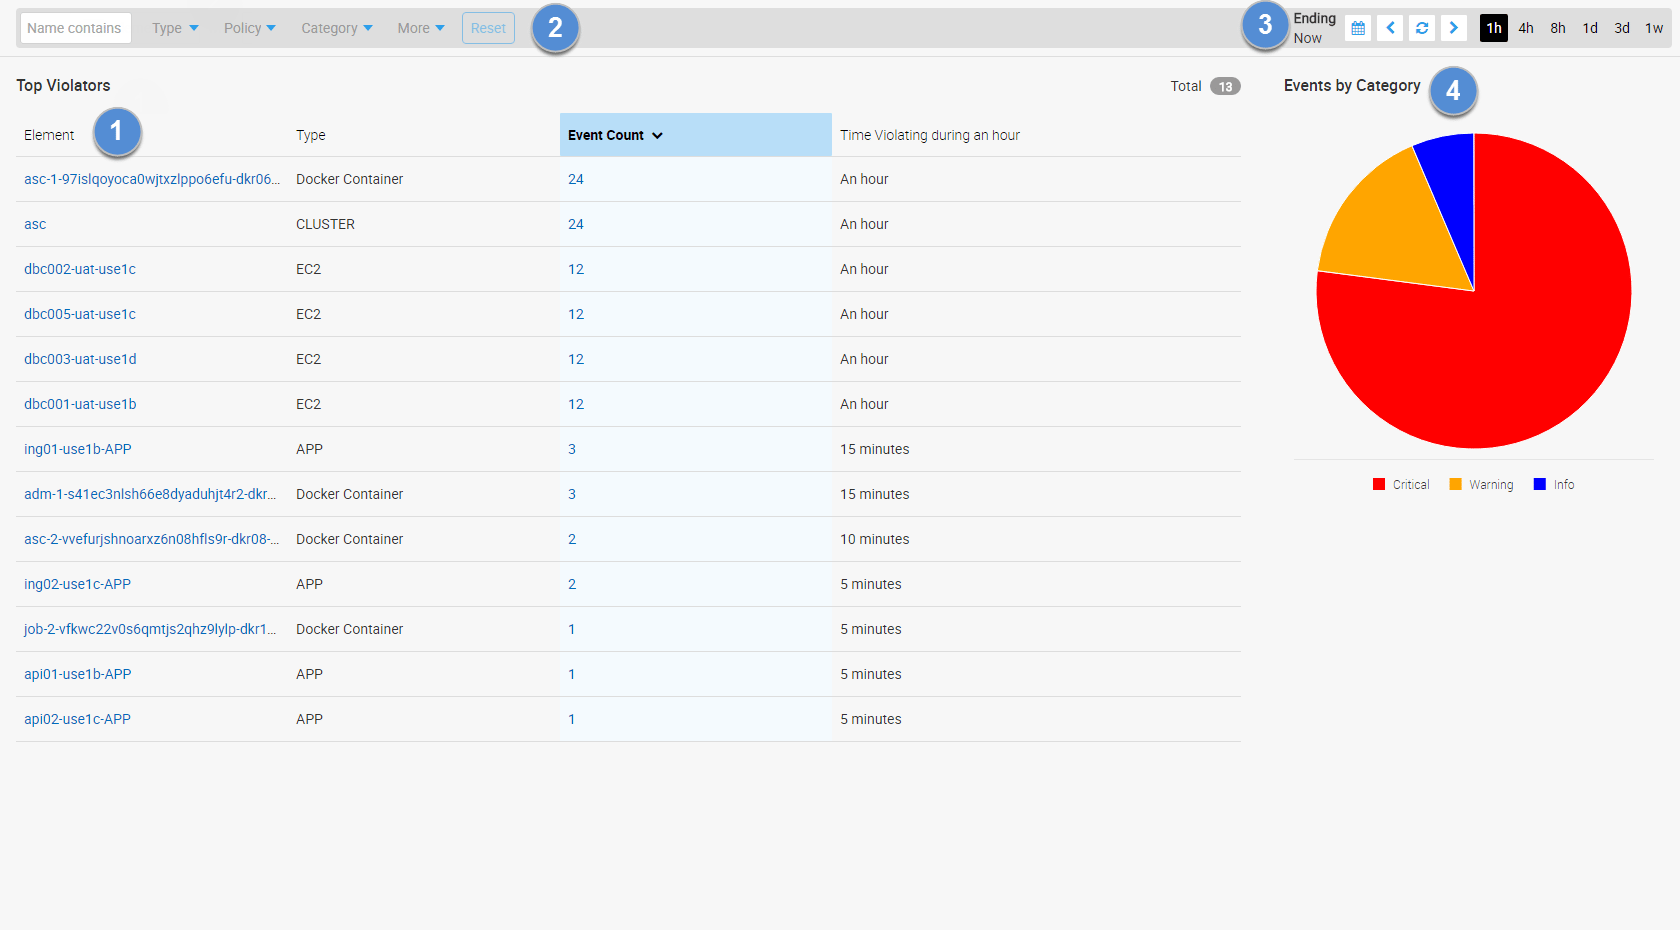 Name contains Type Policy Category More Reset 2 3 Ending Now 1h 4h 8h 1d 3d 1w
Top Violators Total 13 Events by Category 4
Element 1 Type Event Count Time Violating during an hour
asc-1-97islqoyoca0wjtxzlppo6efu-dkr06... Docker Container 24 An hour
asc CLUSTER 24 An hour
dbc002-uat-use1c EC2 12 An hour
dbc005-uat-use1c EC2 12 An hour
dbc003-uat-use1d EC2 12 An hour
dbc001-uat-use1b EC2 12 An hour
ing01-use1b-APP APP 3 15 minutes
adm-1-s41ec3nlsh66e8dyaduhjt4r2-dkr... Docker Container 3 15 minutes
asc-2-vvefurjshnoarxz6n08hfls9r-dkr08-... Docker Container 2 10 minutes
ing02-use1c-APP APP 2 5 minutes
job-2-vfkwc22v0s6qmtjs2qhz9lylp-dkr1... Docker Container 1 5 minutes
api01-use1b-APP APP 1 5 minutes
api02-use1c-APP APP 1 5 minutes
Critical Warning Info